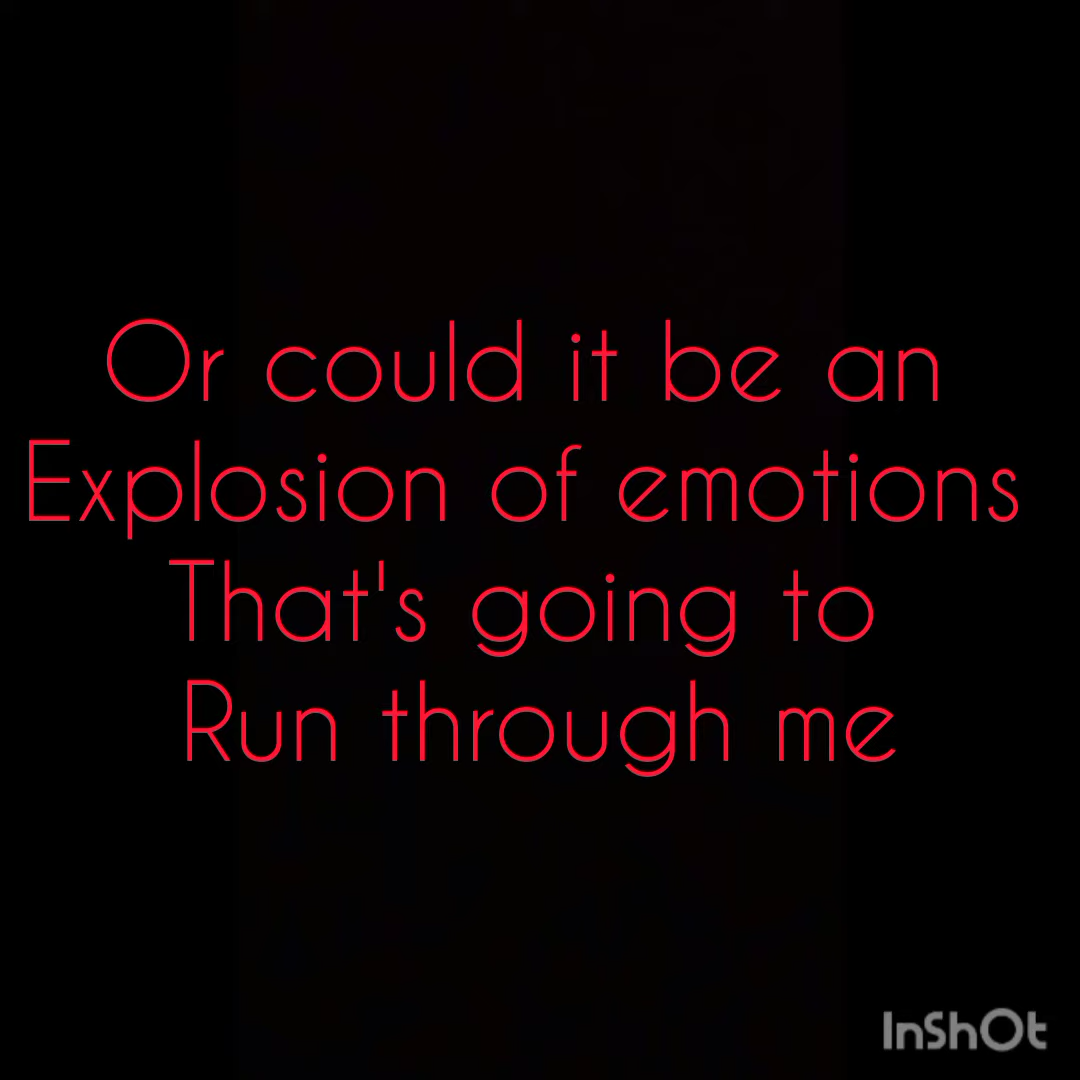 Or could it be an
Explosion of emotions
That's going to
Run through me
InShOt